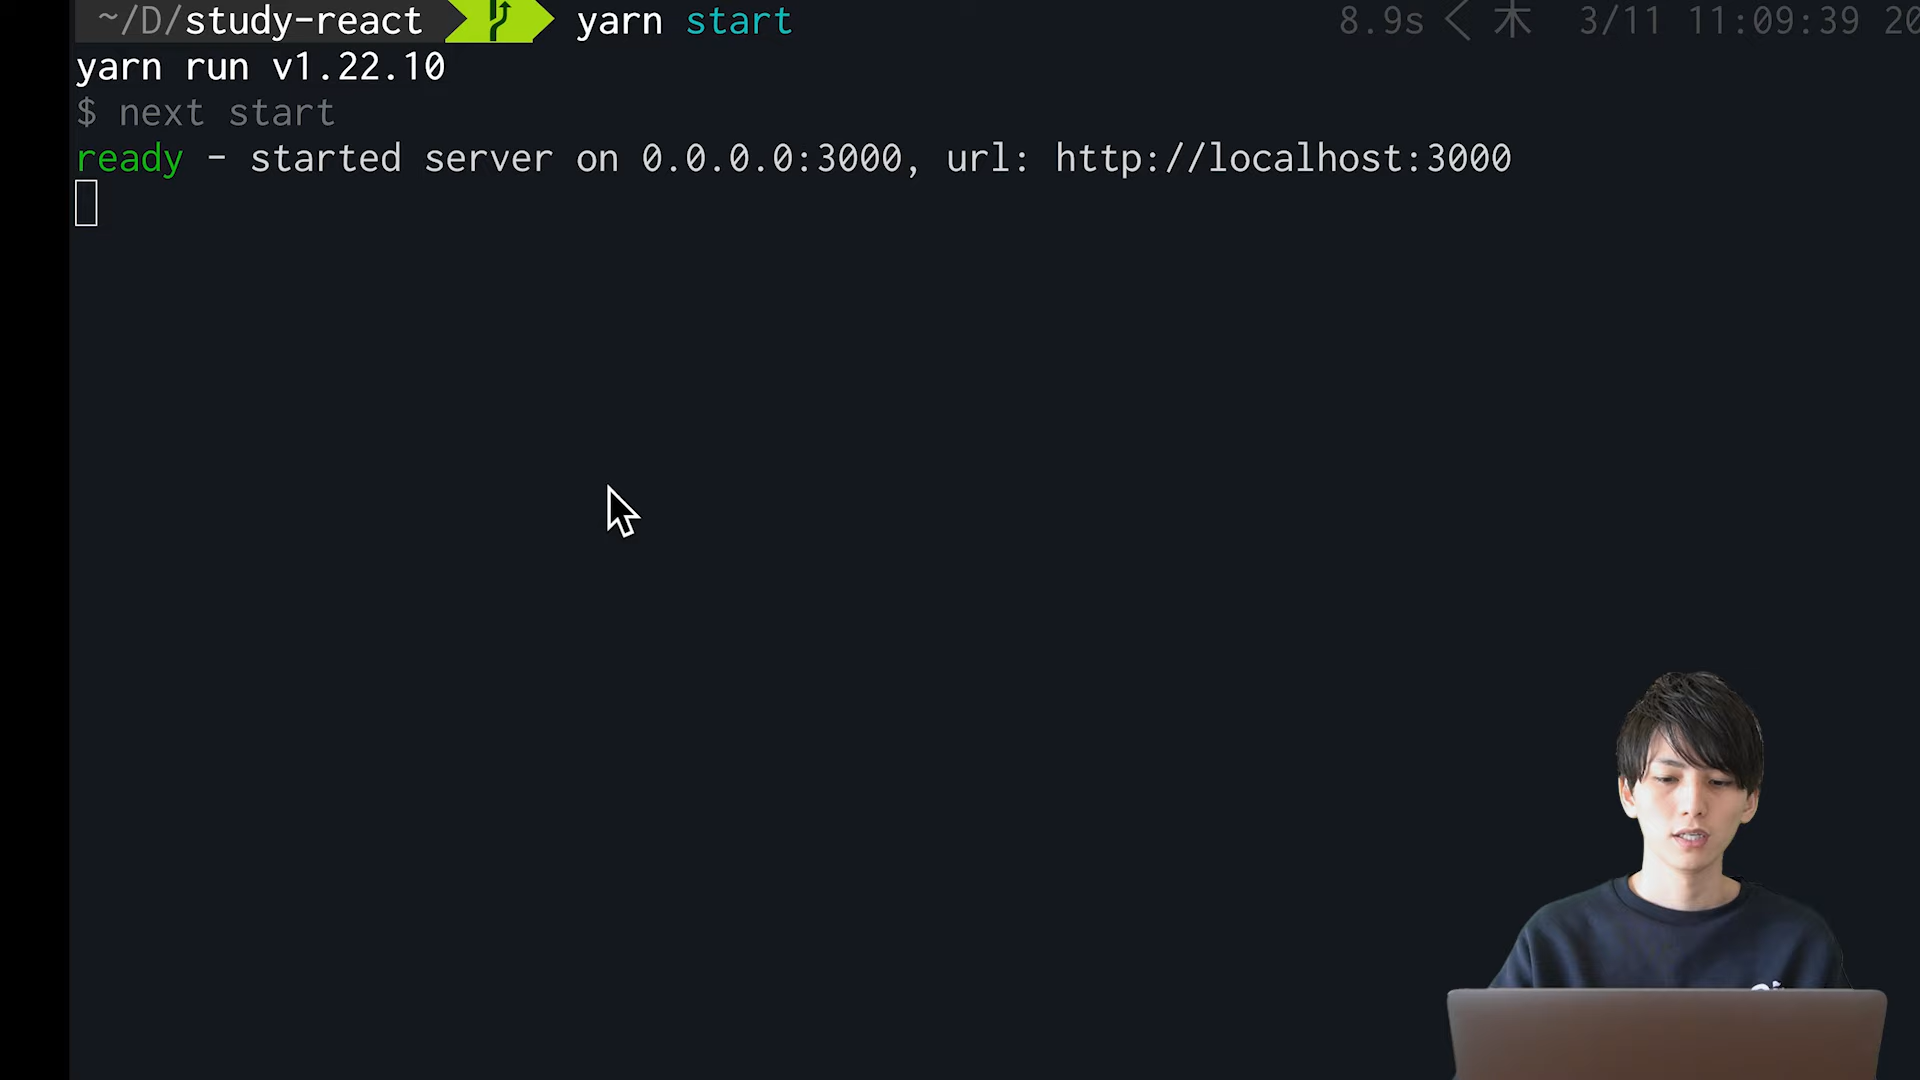 ~/D/study-react yarn start 8.9s 木 3/11 11:09:39
yarn run v1.22.10
$ next start
ready - started server on 0.0.0.0:3000, url: http://localhost:3000